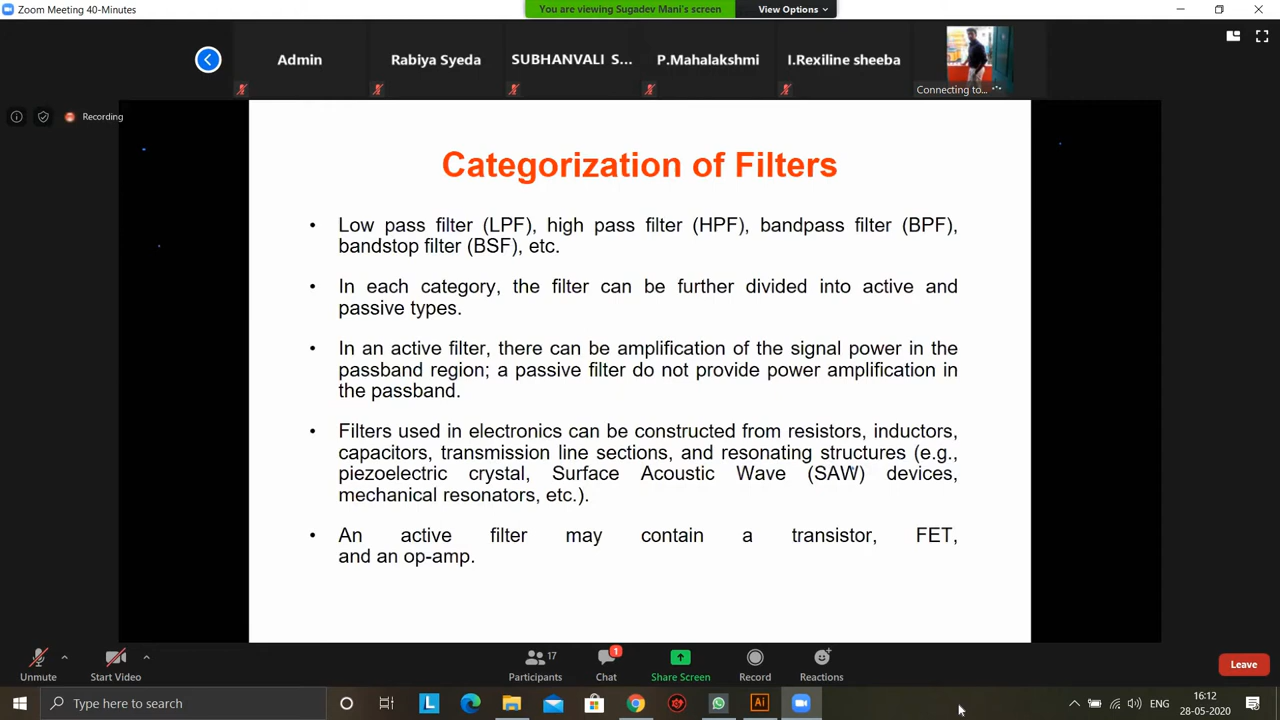 Zoom Meeting 40-Minutes
You are viewing Sugadev Mani's screen
View Options
Admin
Rabiya Syeda
SUBHANVALI S...
P.Mahalakshmi
I.Rexiline sheeba
Connecting to...
Recording
Categorization of Filters
• Low pass filter (LPF), high pass filter (HPF), bandpass filter (BPF),
bandstop filter (BSF), etc.
• In each category, the filter can be further divided into active and
passive types.
• In an active filter, there can be amplification of the signal power in the
passband region; a passive filter do not provide power amplification in
the passband.
• Filters used in electronics can be constructed from resistors, inductors,
capacitors, transmission line sections, and resonating structures (e.g.,
piezoelectric crystal, Surface Acoustic Wave (SAW) devices,
mechanical resonators, etc.).
• An active filter may contain a transistor, FET,
and an op-amp.
Unmute
Start Video
17
Participants
1
Chat
Share Screen
Record
Reactions
Leave
Type here to search
L
Ai
ENG
16:12
28-05-2020